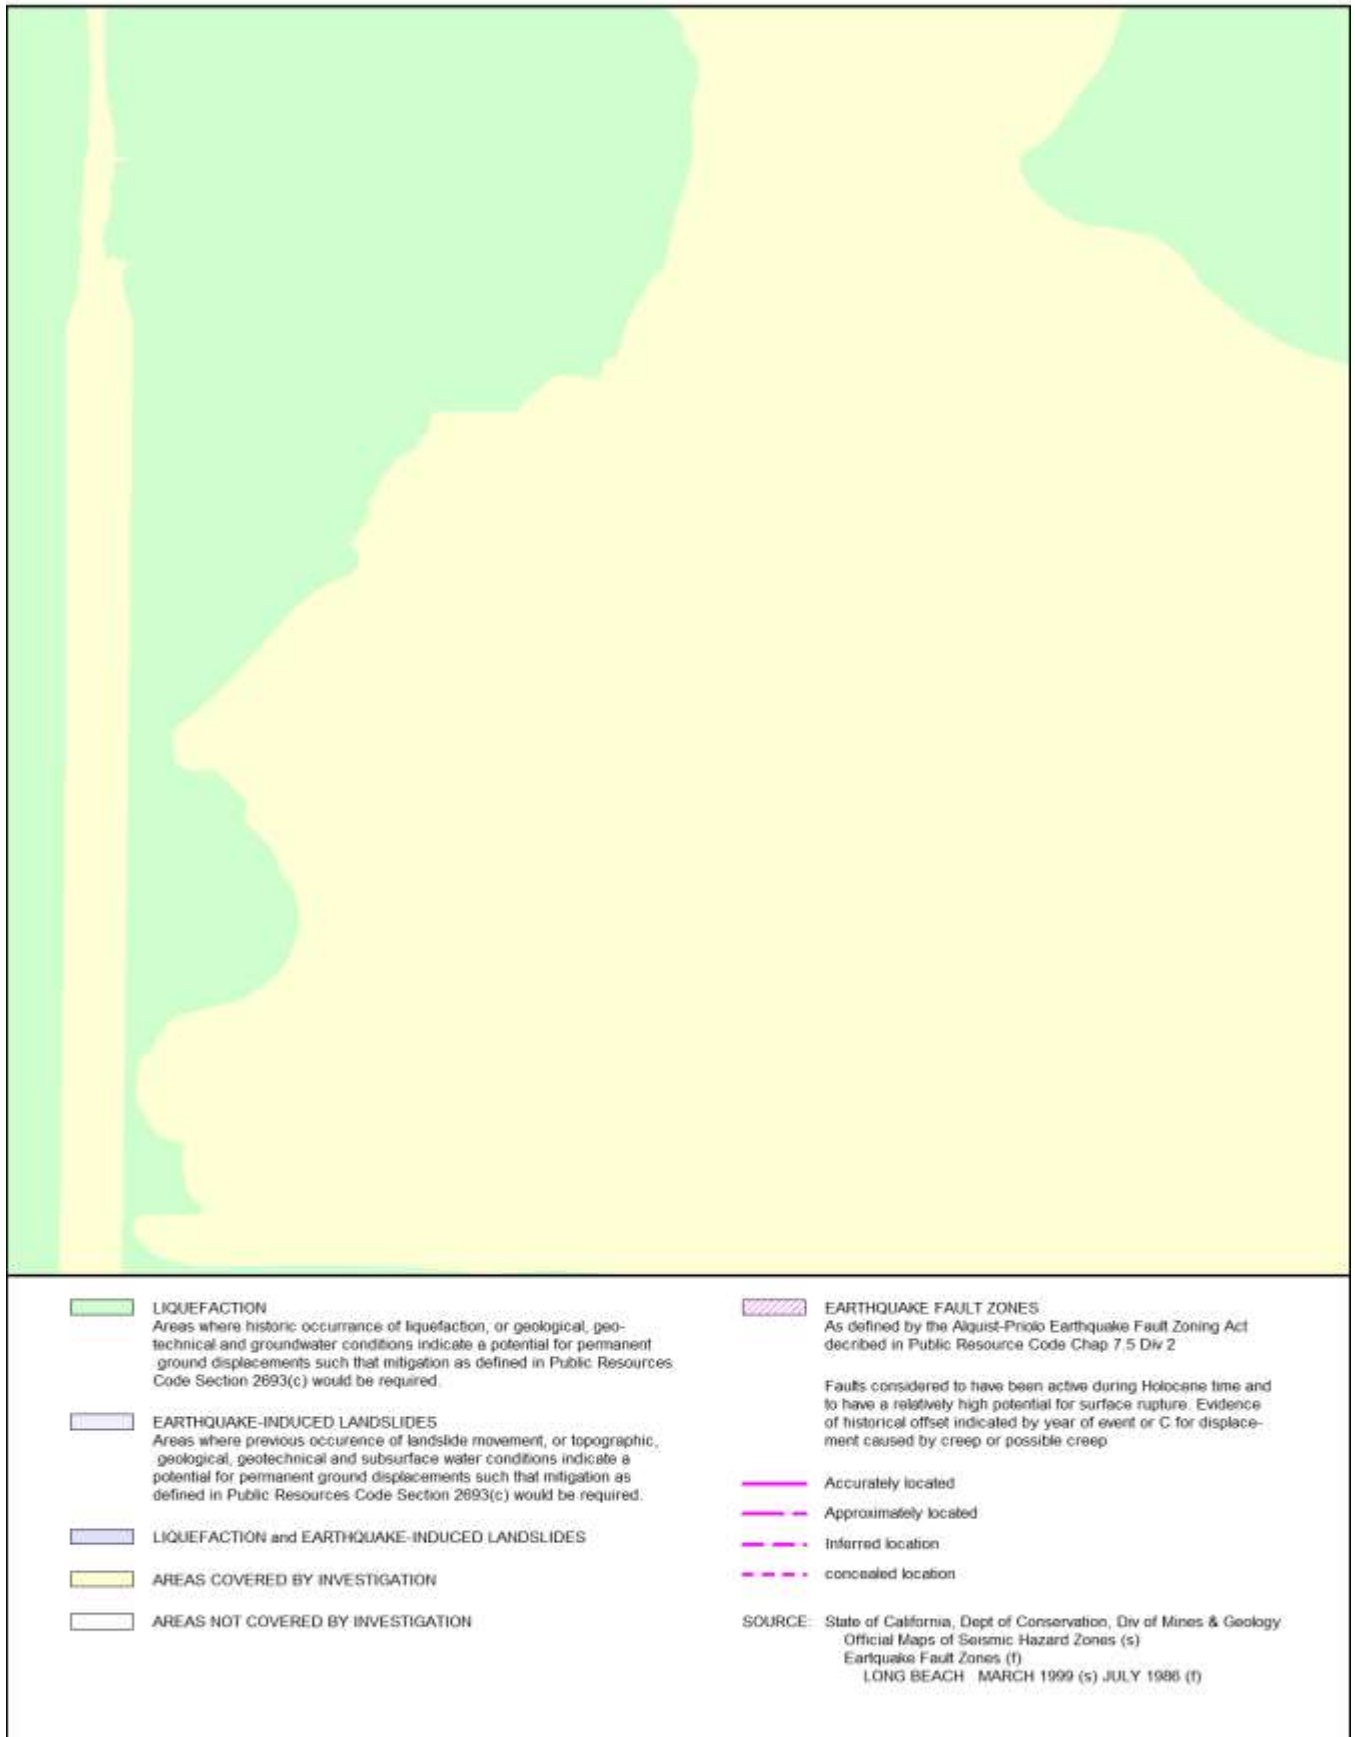 LIQUEFACTION
Areas where historic occurrance of liquefaction, or geological, geo-
technical and groundwater conditions indicate a potential for permanent
ground displacements such that mitigation as defined in Public Resources
Code Section 2693(c) would be required.
EARTHQUAKE-INDUCED LANDSLIDES
Areas where previous occurence of landslide movement, or topographic,
geological, geotechnical and subsurface water conditions indicate a
potential for permanent ground displacements such that mitigation as
defined in Public Resources Code Section 2693(c) would be required.
LIQUEFACTION and EARTHQUAKE-INDUCED LANDSLIDES
AREAS COVERED BY INVESTIGATION
AREAS NOT COVERED BY INVESTIGATION
EARTHQUAKE FAULT ZONES
As defined by the Alquist-Priolo Earthquake Fault Zoning Act
decribed in Public Resource Code Chap 7.5 Div 2
Faults considered to have been active during Holocene time and
to have a relatively high potential for surface rupture. Evidence
of historical offset indicated by year of event or C for displace-
ment caused by creep or possible creep
Accurately located
Approximately located
Inferred location
concealed location
SOURCE: State of California, Dept of Conservation, Div of Mines & Geology
Official Maps of Seismic Hazard Zones (s)
Eartquake Fault Zones (f)
LONG BEACH MARCH 1999 (s) JULY 1986 (f)